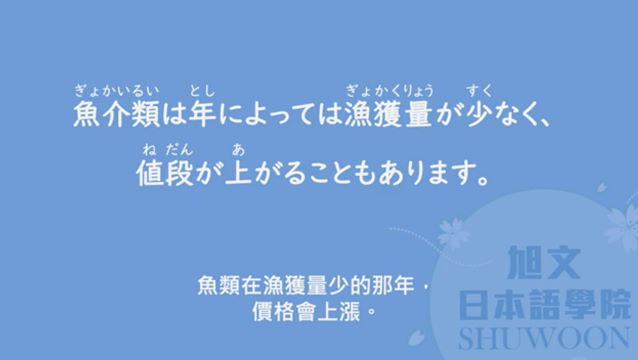 ぎょかいるい とし ぎょかくりょう すく
魚介類は年によっては漁獲量が少なく、
ね だん あ
値段が上がることもあります。
魚類在漁獲量少的那年，
價格會上漲。
旭文
日本語學院
SHUWOON